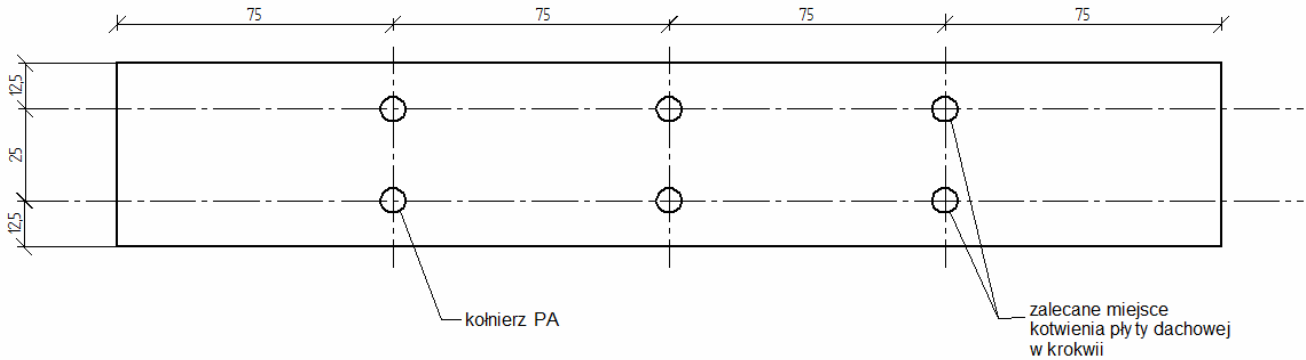 75 75 75 75
12,5
25
12,5
kołnierz PA
zalecane miejsce
kotwienia płyty dachowej
w krokwii